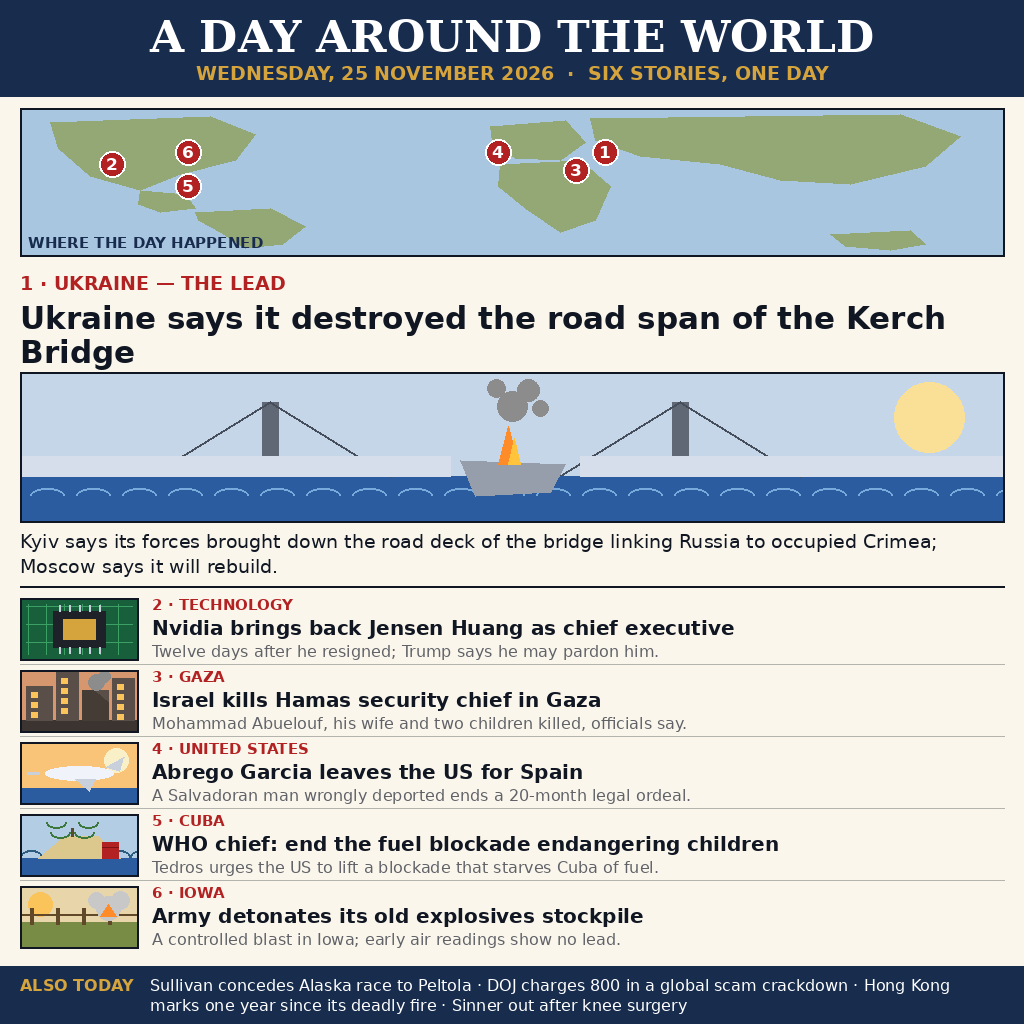 A DAY AROUND THE WORLD
WEDNESDAY, 25 NOVEMBER 2026 · SIX STORIES, ONE DAY
2
6
5
4
3
1
WHERE THE DAY HAPPENED
1 · UKRAINE — THE LEAD
Ukraine says it destroyed the road span of the Kerch
Bridge
Kyiv says its forces brought down the road deck of the bridge linking Russia to occupied Crimea;
Moscow says it will rebuild.
2 · TECHNOLOGY
Nvidia brings back Jensen Huang as chief executive
Twelve days after he resigned; Trump says he may pardon him.
3 · GAZA
Israel kills Hamas security chief in Gaza
Mohammad Abuelouf, his wife and two children killed, officials say.
4 · UNITED STATES
Abrego Garcia leaves the US for Spain
A Salvadoran man wrongly deported ends a 20-month legal ordeal.
5 · CUBA
WHO chief: end the fuel blockade endangering children
Tedros urges the US to lift a blockade that starves Cuba of fuel.
6 · IOWA
Army detonates its old explosives stockpile
A controlled blast in Iowa; early air readings show no lead.
ALSO TODAY
Sullivan concedes Alaska race to Peltola · DOJ charges 800 in a global scam crackdown · Hong Kong
marks one year since its deadly fire · Sinner out after knee surgery